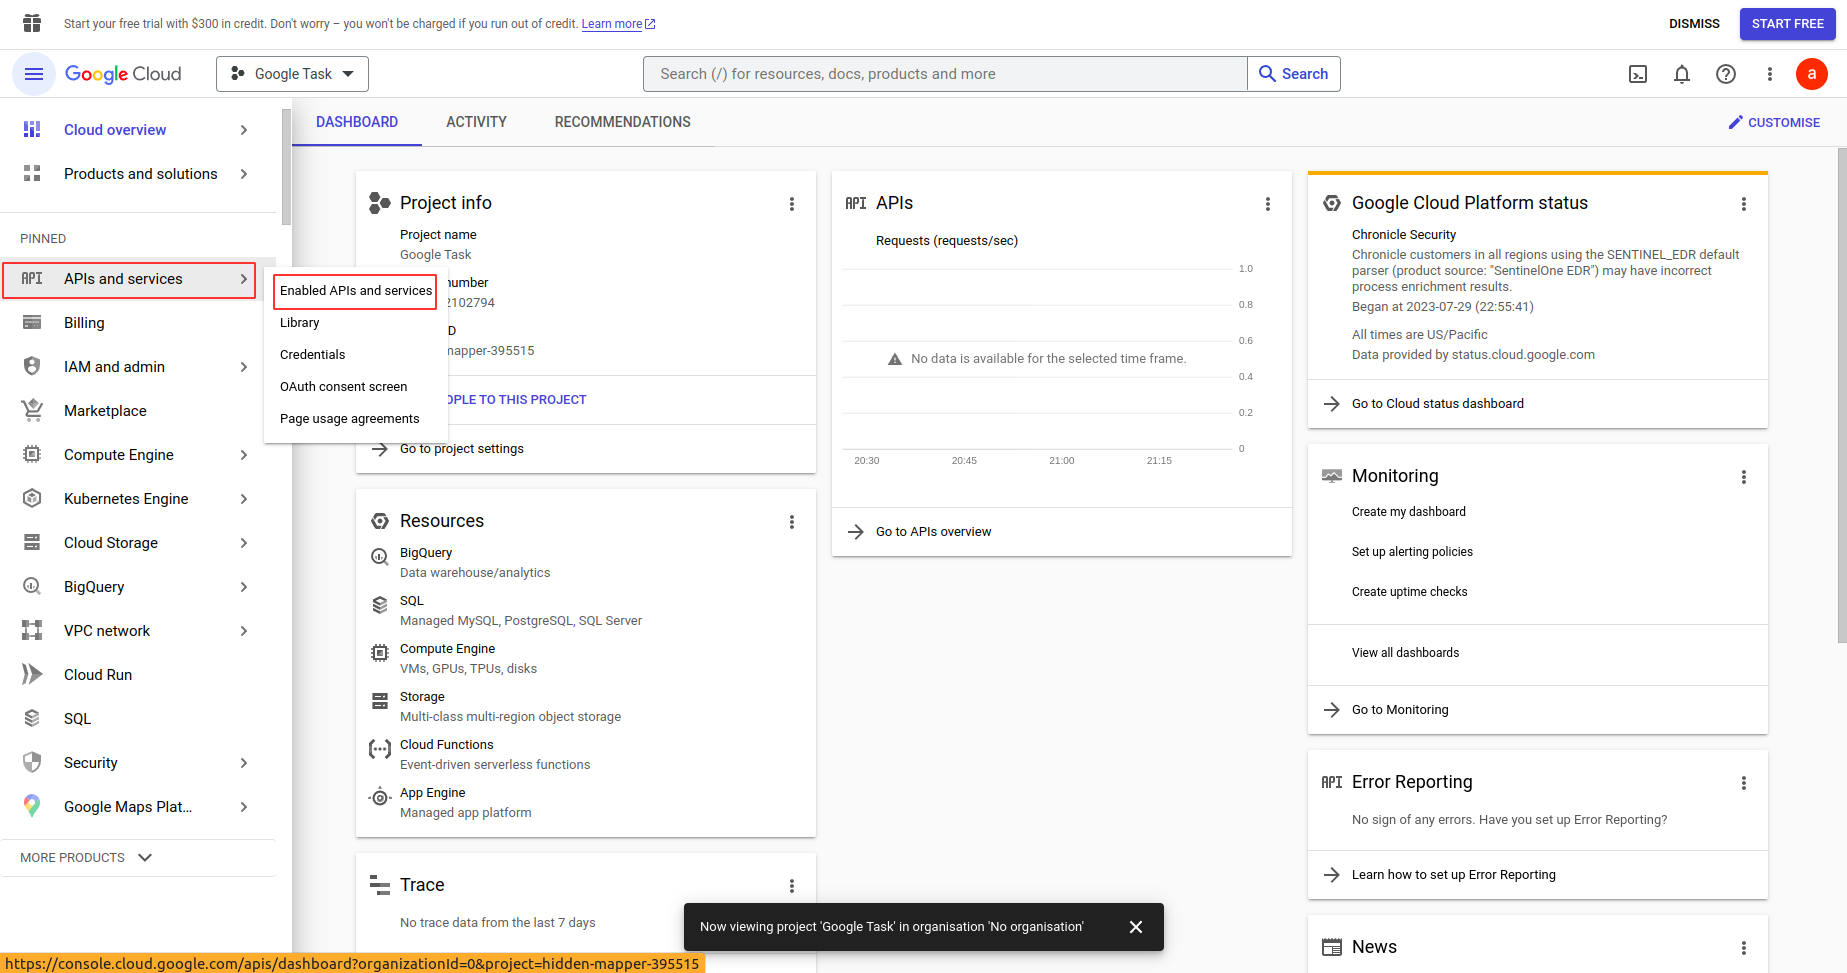 Start your free trial with $300 in credit. Don't worry – you won't be charged if you run out of credit. Learn more
DISMISS
START FREE
Google Cloud
Google Task
Search (/) for resources, docs, products and more
Search
a
Cloud overview
Products and solutions
PINNED
API APIs and services
Billing
IAM and admin
Marketplace
Compute Engine
Kubernetes Engine
Cloud Storage
BigQuery
VPC network
Cloud Run
SQL
Security
Google Maps Plat...
MORE PRODUCTS
Enabled APIs and services
Library
Credentials
OAuth consent screen
Page usage agreements
DASHBOARD
ACTIVITY
RECOMMENDATIONS
CUSTOMISE
Project info
Project name
Google Task
number
2102794
D
mapper-395515
OPLE TO THIS PROJECT
Go to project settings
Resources
BigQuery
Data warehouse/analytics
SQL
Managed MySQL, PostgreSQL, SQL Server
Compute Engine
VMs, GPUs, TPUs, disks
Storage
Multi-class multi-region object storage
Cloud Functions
Event-driven serverless functions
App Engine
Managed app platform
Trace
No trace data from the last 7 days
API APIs
Requests (requests/sec)
1.0
0.8
0.6
No data is available for the selected time frame.
0.4
0.2
0
20:30 20:45 21:00 21:15
Go to APIs overview
Google Cloud Platform status
Chronicle Security
Chronicle customers in all regions using the SENTINEL_EDR default
parser (product source: "SentinelOne EDR") may have incorrect
process enrichment results.
Began at 2023-07-29 (22:55:41)
All times are US/Pacific
Data provided by status.cloud.google.com
Go to Cloud status dashboard
Monitoring
Create my dashboard
Set up alerting policies
Create uptime checks
View all dashboards
Go to Monitoring
API Error Reporting
No sign of any errors. Have you set up Error Reporting?
Learn how to set up Error Reporting
News
Now viewing project 'Google Task' in organisation 'No organisation'
https://console.cloud.google.com/apis/dashboard?organizationId=0&project=hidden-mapper-395515